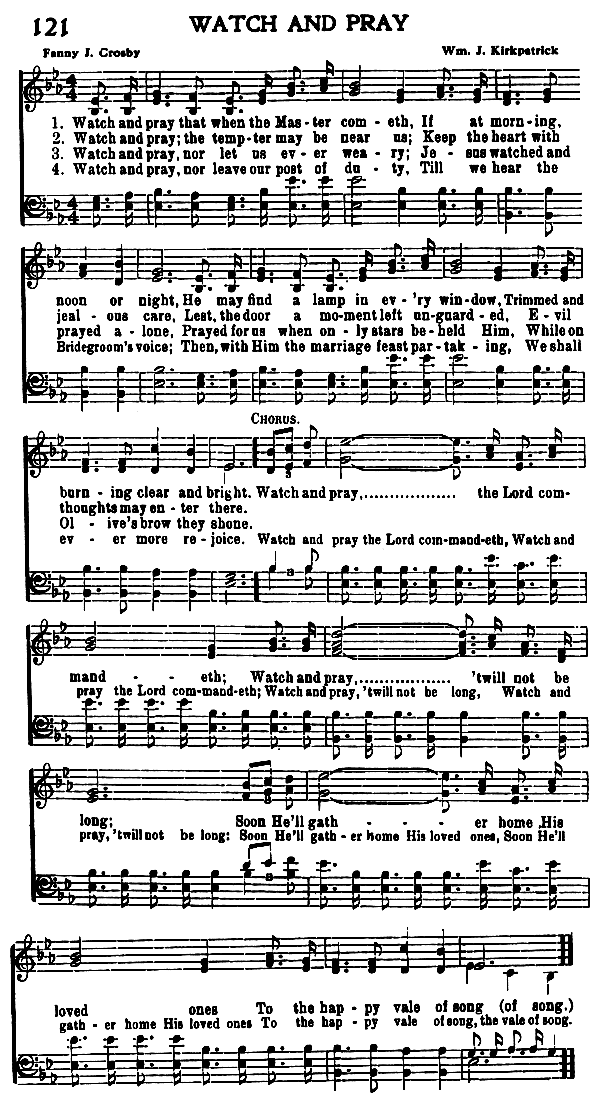 121 WATCH AND PRAY
Fanny J. Crosby Wm. J. Kirkpatrick
1. Watch and pray that when the Mas - ter com - eth, If at morn - ing,
2. Watch and pray; the temp - ter may be near us; Keep the heart with
3. Watch and pray, nor let us ev - er wea - ry; Je - sus watched and
4. Watch and pray, nor leave our post of du - ty, Till we hear the
noon or night, He may find a lamp in ev - 'ry win - dow, Trimmed and
jeal - ous care, Lest, the door a mo - ment left un - guard - ed, E - vil
prayed a - lone, Prayed for us when on - ly stars be - held Him, While on
Bridegroom's voice; Then, with Him the marriage feast par - tak - ing, We shall
CHORUS.
burn - ing clear and bright. Watch and pray,.................. the Lord com-
thoughts may en - ter there.
Ol - ive's brow they shone.
ev - er more re - joice. Watch and pray the Lord com-mand-eth, Watch and
mand - - eth; Watch and pray,.................. 'twill not be
pray the Lord com-mand-eth; Watch and pray, 'twill not be long, Watch and
long; Soon He'll gath - - - er home His
pray, 'twill not be long: Soon He'll gath - er home His loved ones, Soon He'll
loved ones To the hap - py vale of song (of song.)
gath - er home His loved ones To the hap - py vale of song, the vale of song.